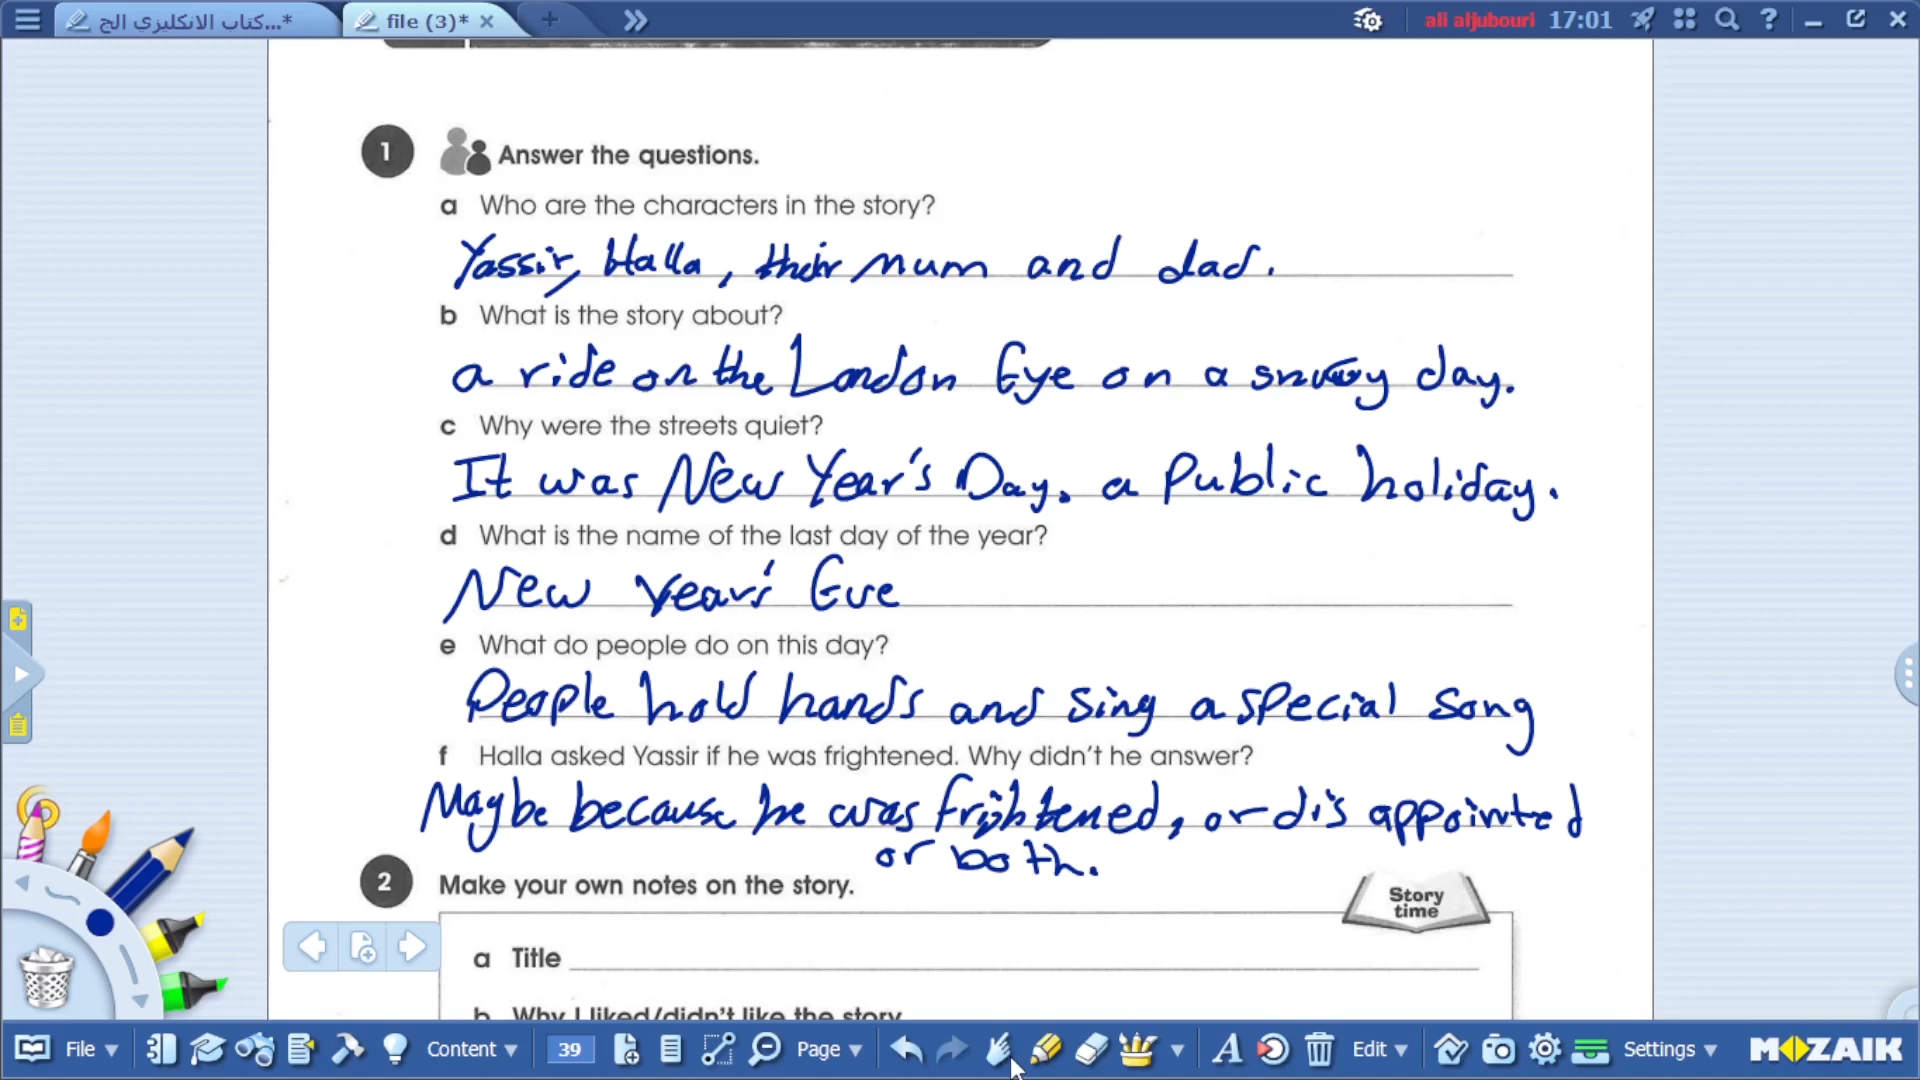 كتاب الانكليزي الج...*
file (3)*
ali aljubouri 17:01
1 Answer the questions.
a Who are the characters in the story?
Yassir, Halla, their mum and dad.
b What is the story about?
a ride on the London Eye on a snowy day.
c Why were the streets quiet?
It was New Year's Day. a Public holiday.
d What is the name of the last day of the year?
New Year's Eve
e What do people do on this day?
People hold hands and sing a special song
f Halla asked Yassir if he was frightened. Why didn't he answer?
Maybe because he was frightened, or disappointed
or both.
2 Make your own notes on the story.
Story
time
a Title
b Why I liked/didn't like the story
File Content 39 Page Edit Settings MOZAIK